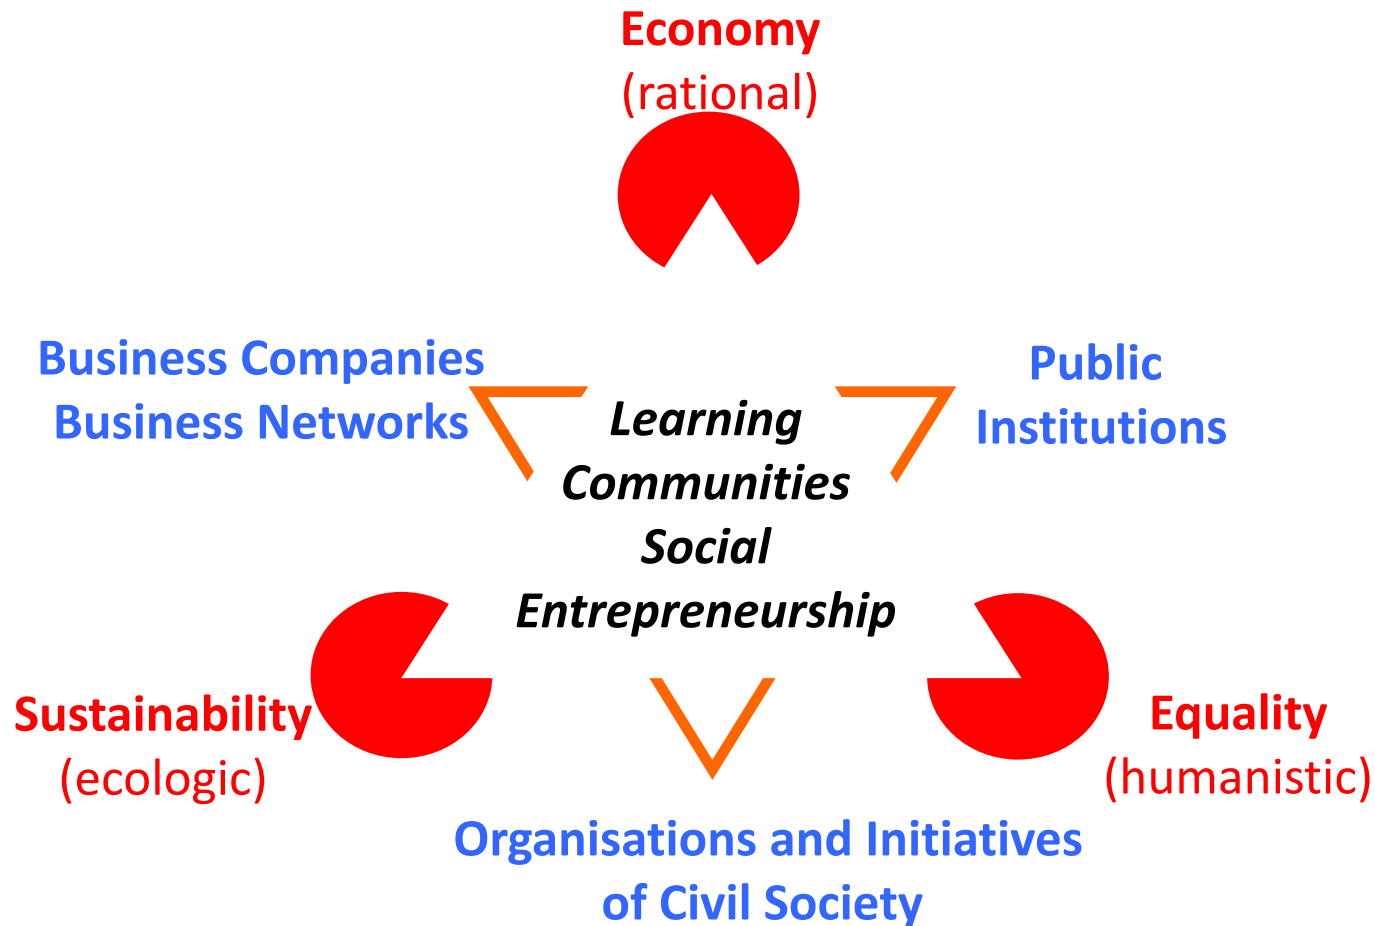 Economy
(rational)
Business Companies
Business Networks
Public
Institutions
Learning
Communities
Social
Entrepreneurship
Sustainability
(ecologic)
Equality
(humanistic)
Organisations and Initiatives
of Civil Society